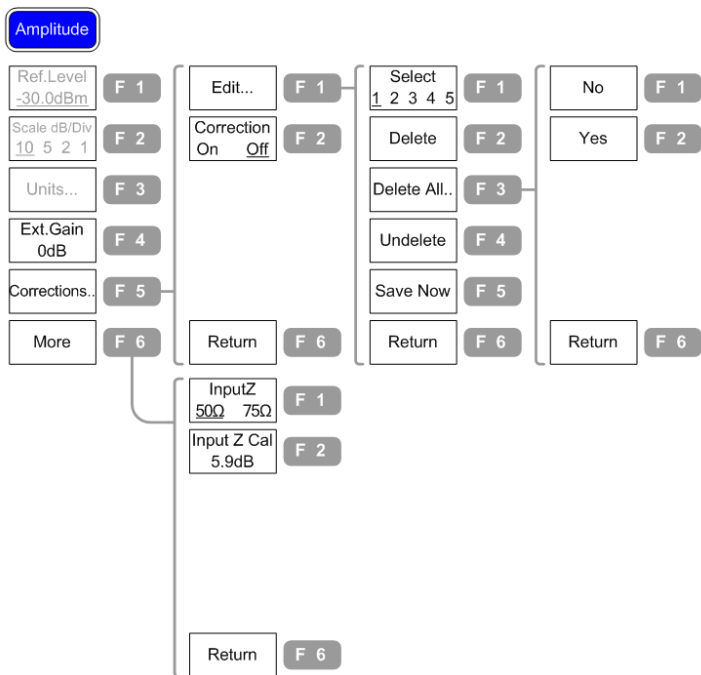 Amplitude
Ref.Level
-30.0dBm
F 1
Scale dB/Div
10 5 2 1
F 2
Units...
F 3
Ext.Gain
0dB
F 4
Corrections..
F 5
More
F 6
Edit...
F 1
Correction
On Off
F 2
Return
F 6
Select
1 2 3 4 5
F 1
Delete
F 2
Delete All..
F 3
Undelete
F 4
Save Now
F 5
Return
F 6
No
F 1
Yes
F 2
Return
F 6
InputZ
50Ω 75Ω
F 1
Input Z Cal
5.9dB
F 2
Return
F 6